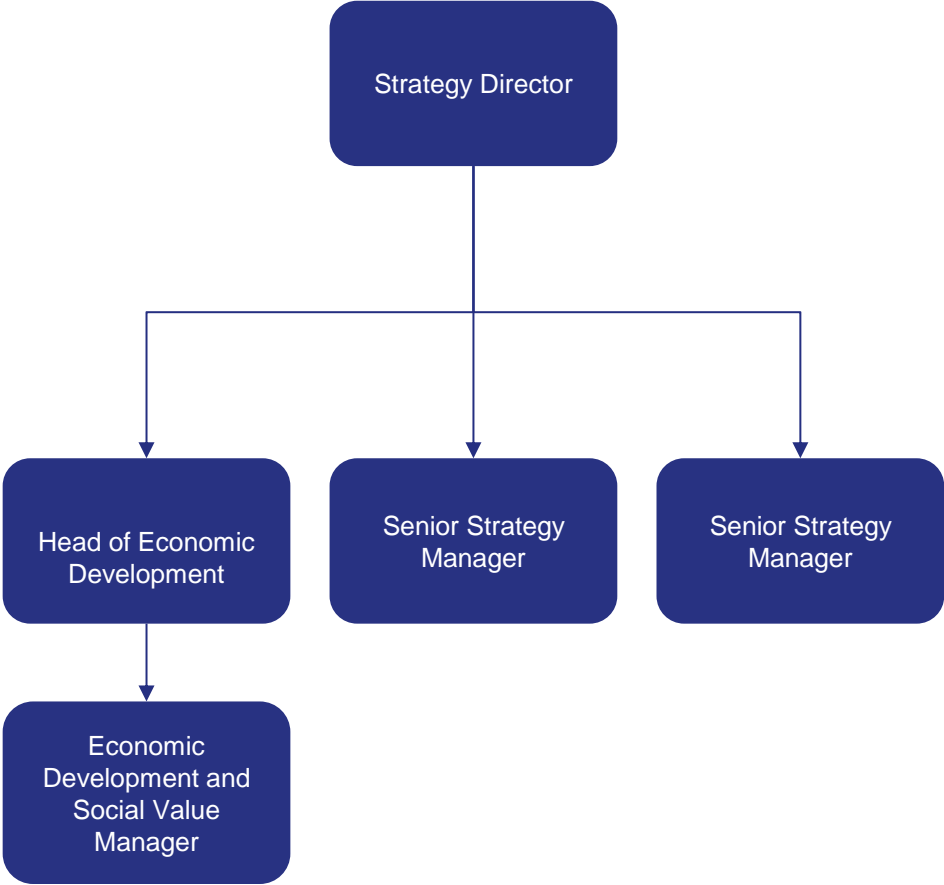 Strategy Director
Head of Economic
Development
Senior Strategy
Manager
Senior Strategy
Manager
Economic
Development and
Social Value
Manager